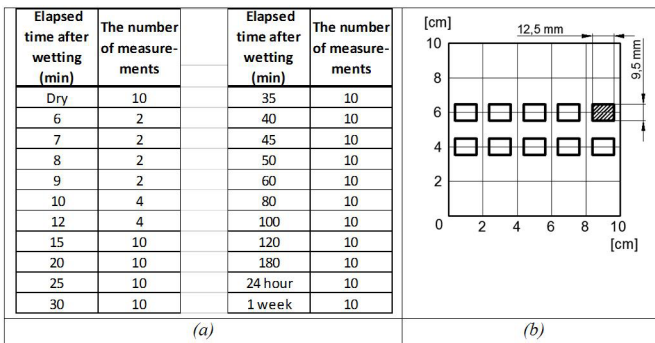 Elapsed time after wetting (min) The number of measure-ments Elapsed time after wetting (min) The number of measure-ments
Dry 10 35 10
6 2 40 10
7 2 45 10
8 2 50 10
9 2 60 10
10 4 80 10
12 4 100 10
15 10 120 10
20 10 180 10
25 10 24 hour 10
30 10 1 week 10
(a)
[cm]
12,5 mm
9,5 mm
10
8
6
4
2
0 2 4 6 8 10
[cm]
(b)